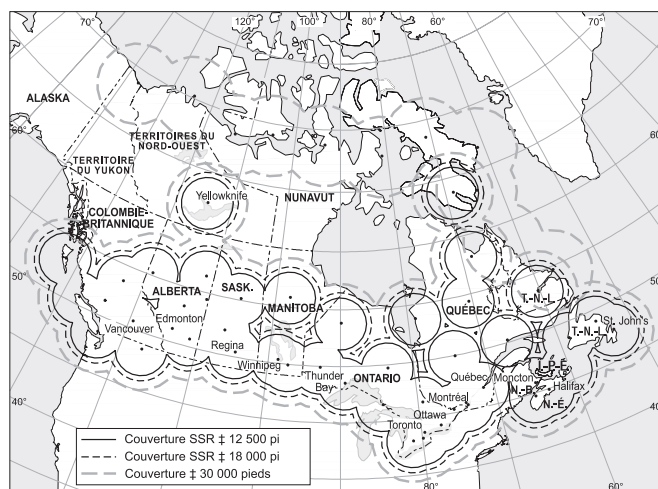 70° 120° 100° 80° 60° 70°
ALASKA
60°
TERRITOIRES DU
NORD-OUEST
TERRITOIRE
DU YUKON
60°
Yellowknife
NUNAVUT
COLOMBIE-
BRITANNIQUE
50°
50°
ALBERTA
SASK.
MANITOBA
QUÉBEC
T.-N.-L.
T.-N.-L.
St. John's
Vancouver
Edmonton
Regina
Winnipeg
Thunder
Bay
ONTARIO
Québec
Moncton
Î.-P.-É.
N.-B.
Halifax
N.-É.
Montréal
Ottawa
Toronto
40°
40°
80°
60°
Couverture SSR ‡ 12 500 pi
Couverture SSR ‡ 18 000 pi
Couverture ‡ 30 000 pieds